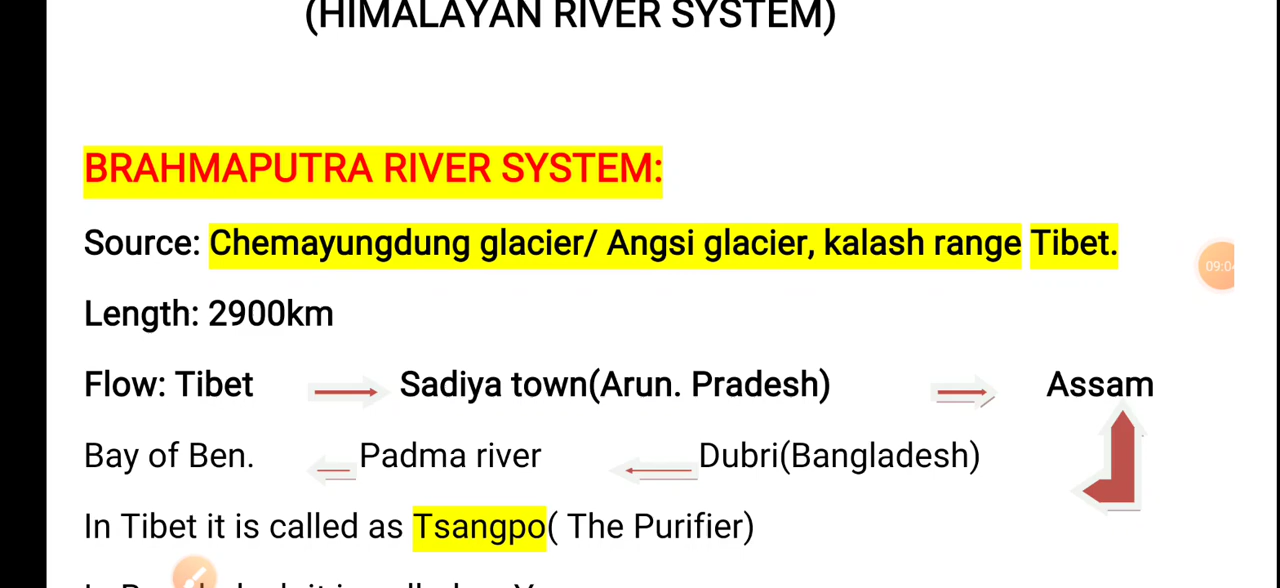 (HIMALAYAN RIVER SYSTEM)
BRAHMAPUTRA RIVER SYSTEM:
Source: Chemayungdung glacier/ Angsi glacier, kalash range Tibet.
09:04
Length: 2900km
Flow: Tibet Sadiya town(Arun. Pradesh) Assam
Bay of Ben. Padma river Dubri(Bangladesh)
In Tibet it is called as Tsangpo( The Purifier)